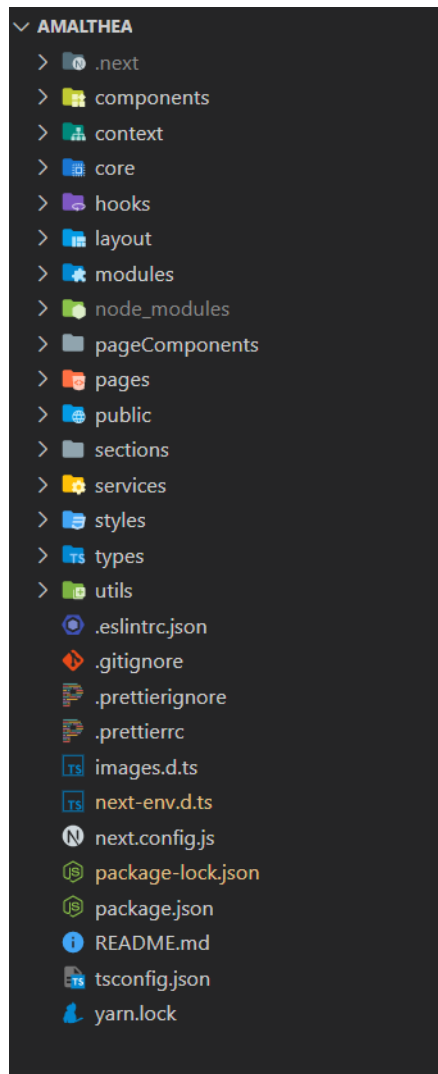 AMALTHEA
.next
components
context
core
hooks
layout
modules
node_modules
pageComponents
pages
public
sections
services
styles
types
utils
.eslintrc.json
.gitignore
.prettierignore
.prettierrc
images.d.ts
next-env.d.ts
next.config.js
package-lock.json
package.json
README.md
tsconfig.json
yarn.lock